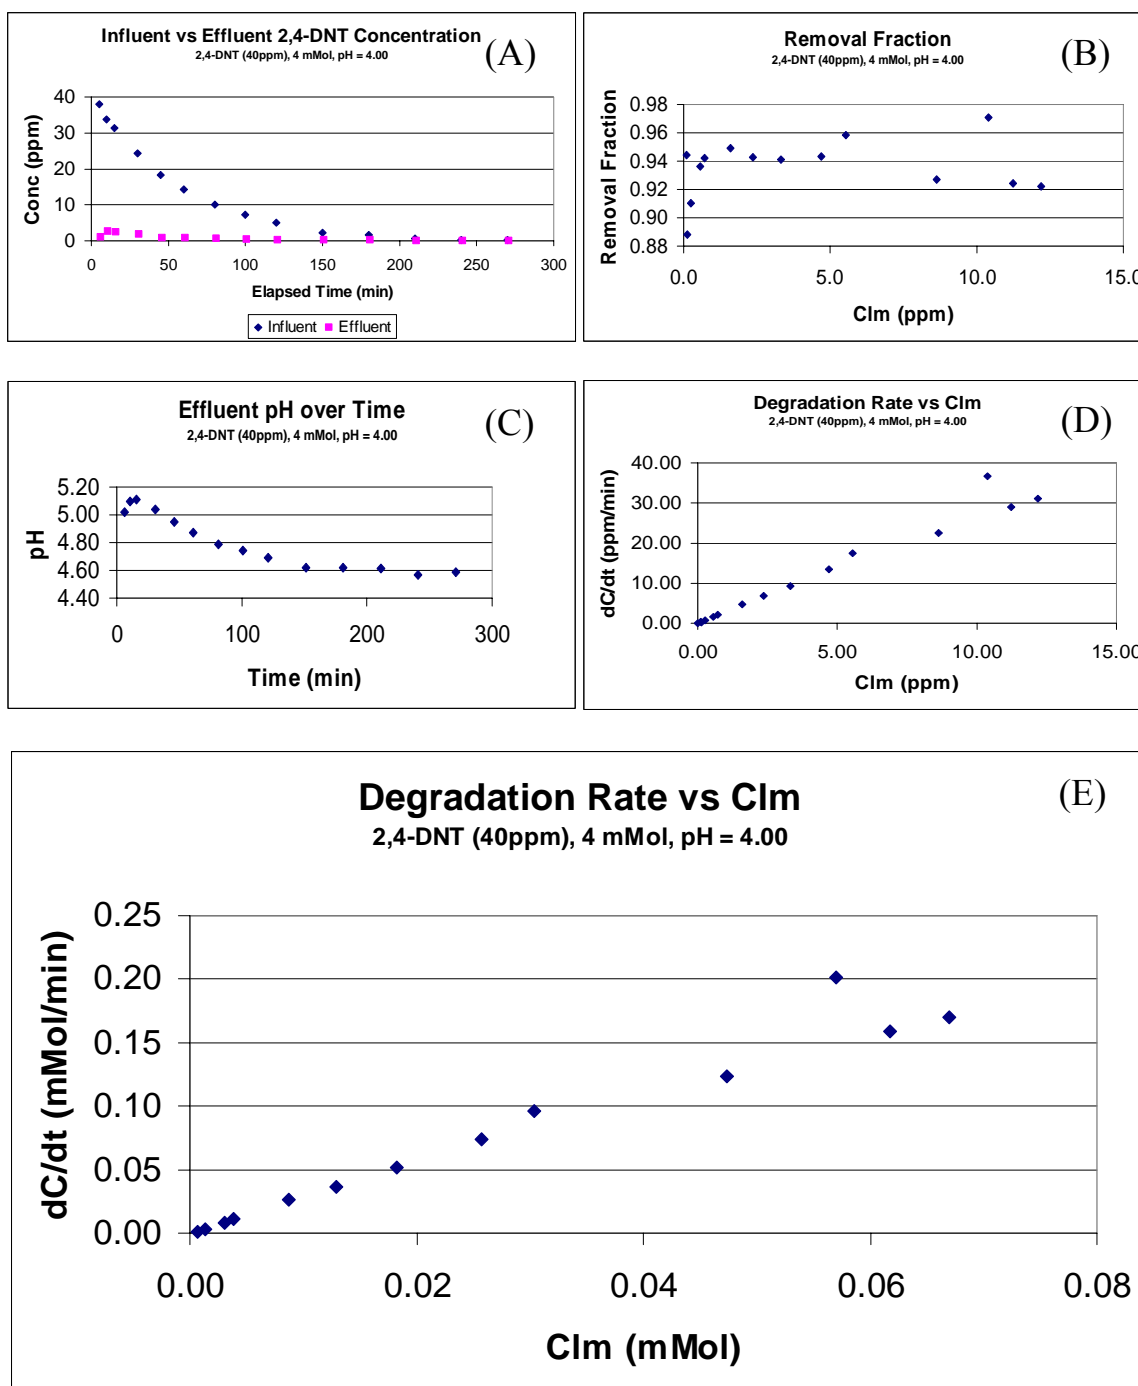 Influent vs Effluent 2,4-DNT Concentration
2,4-DNT (40ppm), 4 mMol, pH = 4.00
(A)
Conc (ppm)
40
30
20
10
0
0 50 100 150 200 250 300
Elapsed Time (min)
Influent Effluent
Removal Fraction
2,4-DNT (40ppm), 4 mMol, pH = 4.00
(B)
Removal Fraction
0.98
0.96
0.94
0.92
0.90
0.88
0.0 5.0 10.0 15.0
Clm (ppm)
Effluent pH over Time
2,4-DNT (40ppm), 4 mMol, pH = 4.00
(C)
pH
5.20
5.00
4.80
4.60
4.40
0 100 200 300
Time (min)
Degradation Rate vs Clm
2,4-DNT (40ppm), 4 mMol, pH = 4.00
(D)
dC/dt (ppm/min)
40.00
30.00
20.00
10.00
0.00
0.00 5.00 10.00 15.00
Clm (ppm)
Degradation Rate vs Clm
2,4-DNT (40ppm), 4 mMol, pH = 4.00
(E)
dC/dt (mMol/min)
0.25
0.20
0.15
0.10
0.05
0.00
0.00 0.02 0.04 0.06 0.08
Clm (mMol)